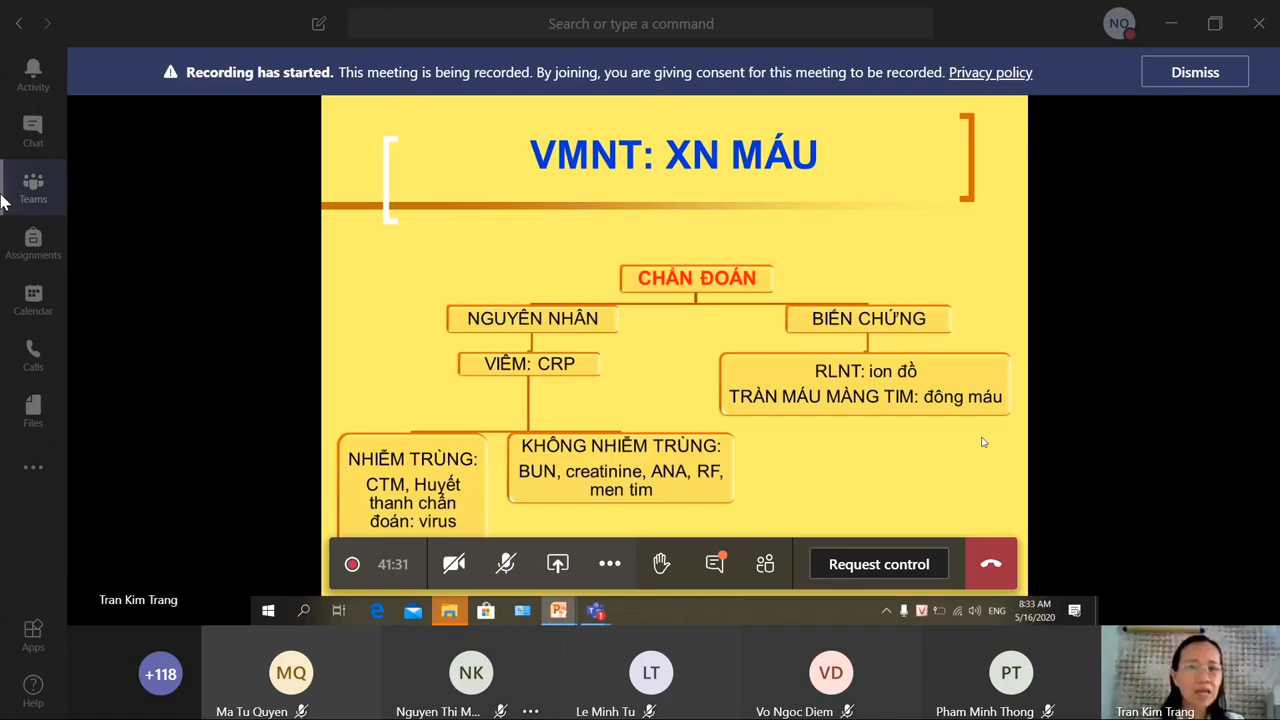 Search or type a command
NQ
Recording has started. This meeting is being recorded. By joining, you are giving consent for this meeting to be recorded. Privacy policy
Dismiss
Activity
Chat
Teams
Assignments
Calendar
Calls
Files
Apps
Help
VMNT: XN MÁU
CHẨN ĐOÁN
NGUYÊN NHÂN
BIẾN CHỨNG
VIÊM: CRP
RLNT: ion đồ
TRÀN MÁU MÀNG TIM: đông máu
NHIỄM TRÙNG:
CTM, Huyết
thanh chẩn
đoán: virus
KHÔNG NHIỄM TRÙNG:
BUN, creatinine, ANA, RF,
men tim
41:31
Request control
Tran Kim Trang
ENG
8:33 AM
5/16/2020
+118
MQ
Ma Tu Quyen
NK
Nguyen Thi M...
LT
Le Minh Tu
VD
Vo Ngoc Diem
PT
Pham Minh Thong
Tran Kim Trang